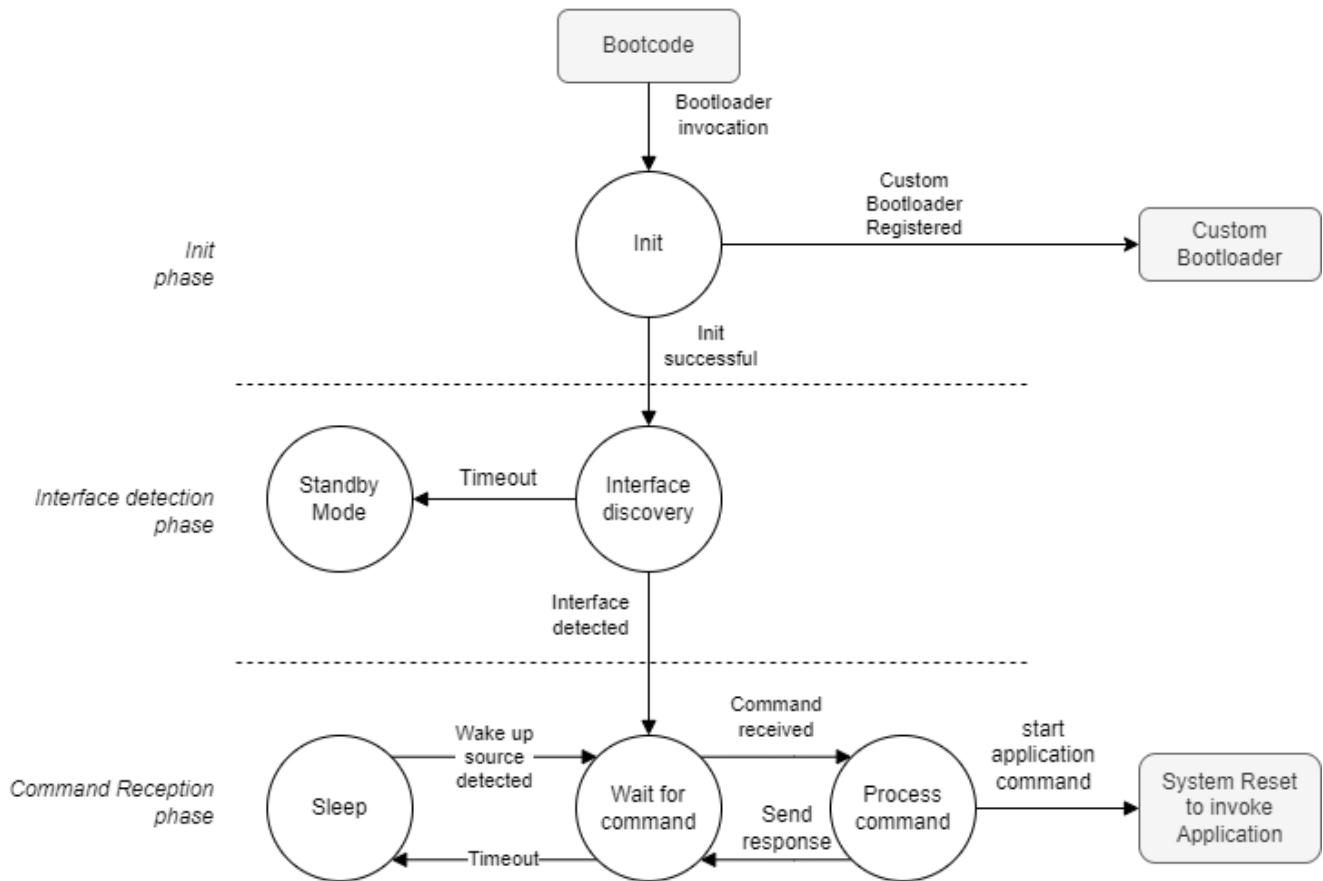 Bootcode
Bootloader
invocation
Custom
Bootloader
Registered
Init
phase
Init
Custom
Bootloader
Init
successful
Interface detection
phase
Standby
Mode
Timeout
Interface
discovery
Interface
detected
Command Reception
phase
Sleep
Wake up
source
detected
Timeout
Wait for
command
Command
received
Send
response
Process
command
start
application
command
System Reset
to invoke
Application